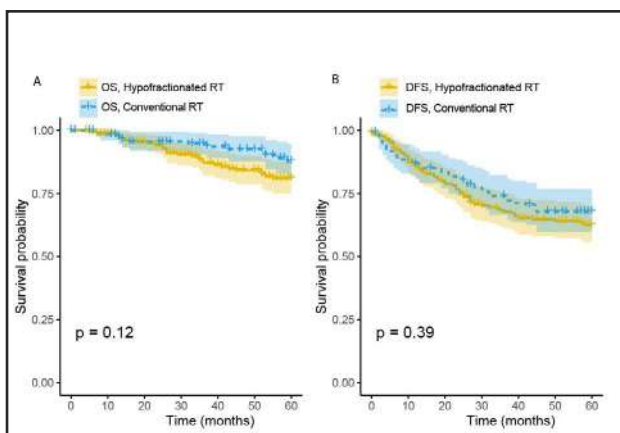 A
OS, Hypofractionated RT
OS, Conventional RT
Survival probability
1.00
0.75
0.50
0.25
0.00
p = 0.12
0 10 20 30 40 50 60
Time (months)
B
DFS, Hypofractionated RT
DFS, Conventional RT
Survival probability
1.00
0.75
0.50
0.25
0.00
p = 0.39
0 10 20 30 40 50 60
Time (months)